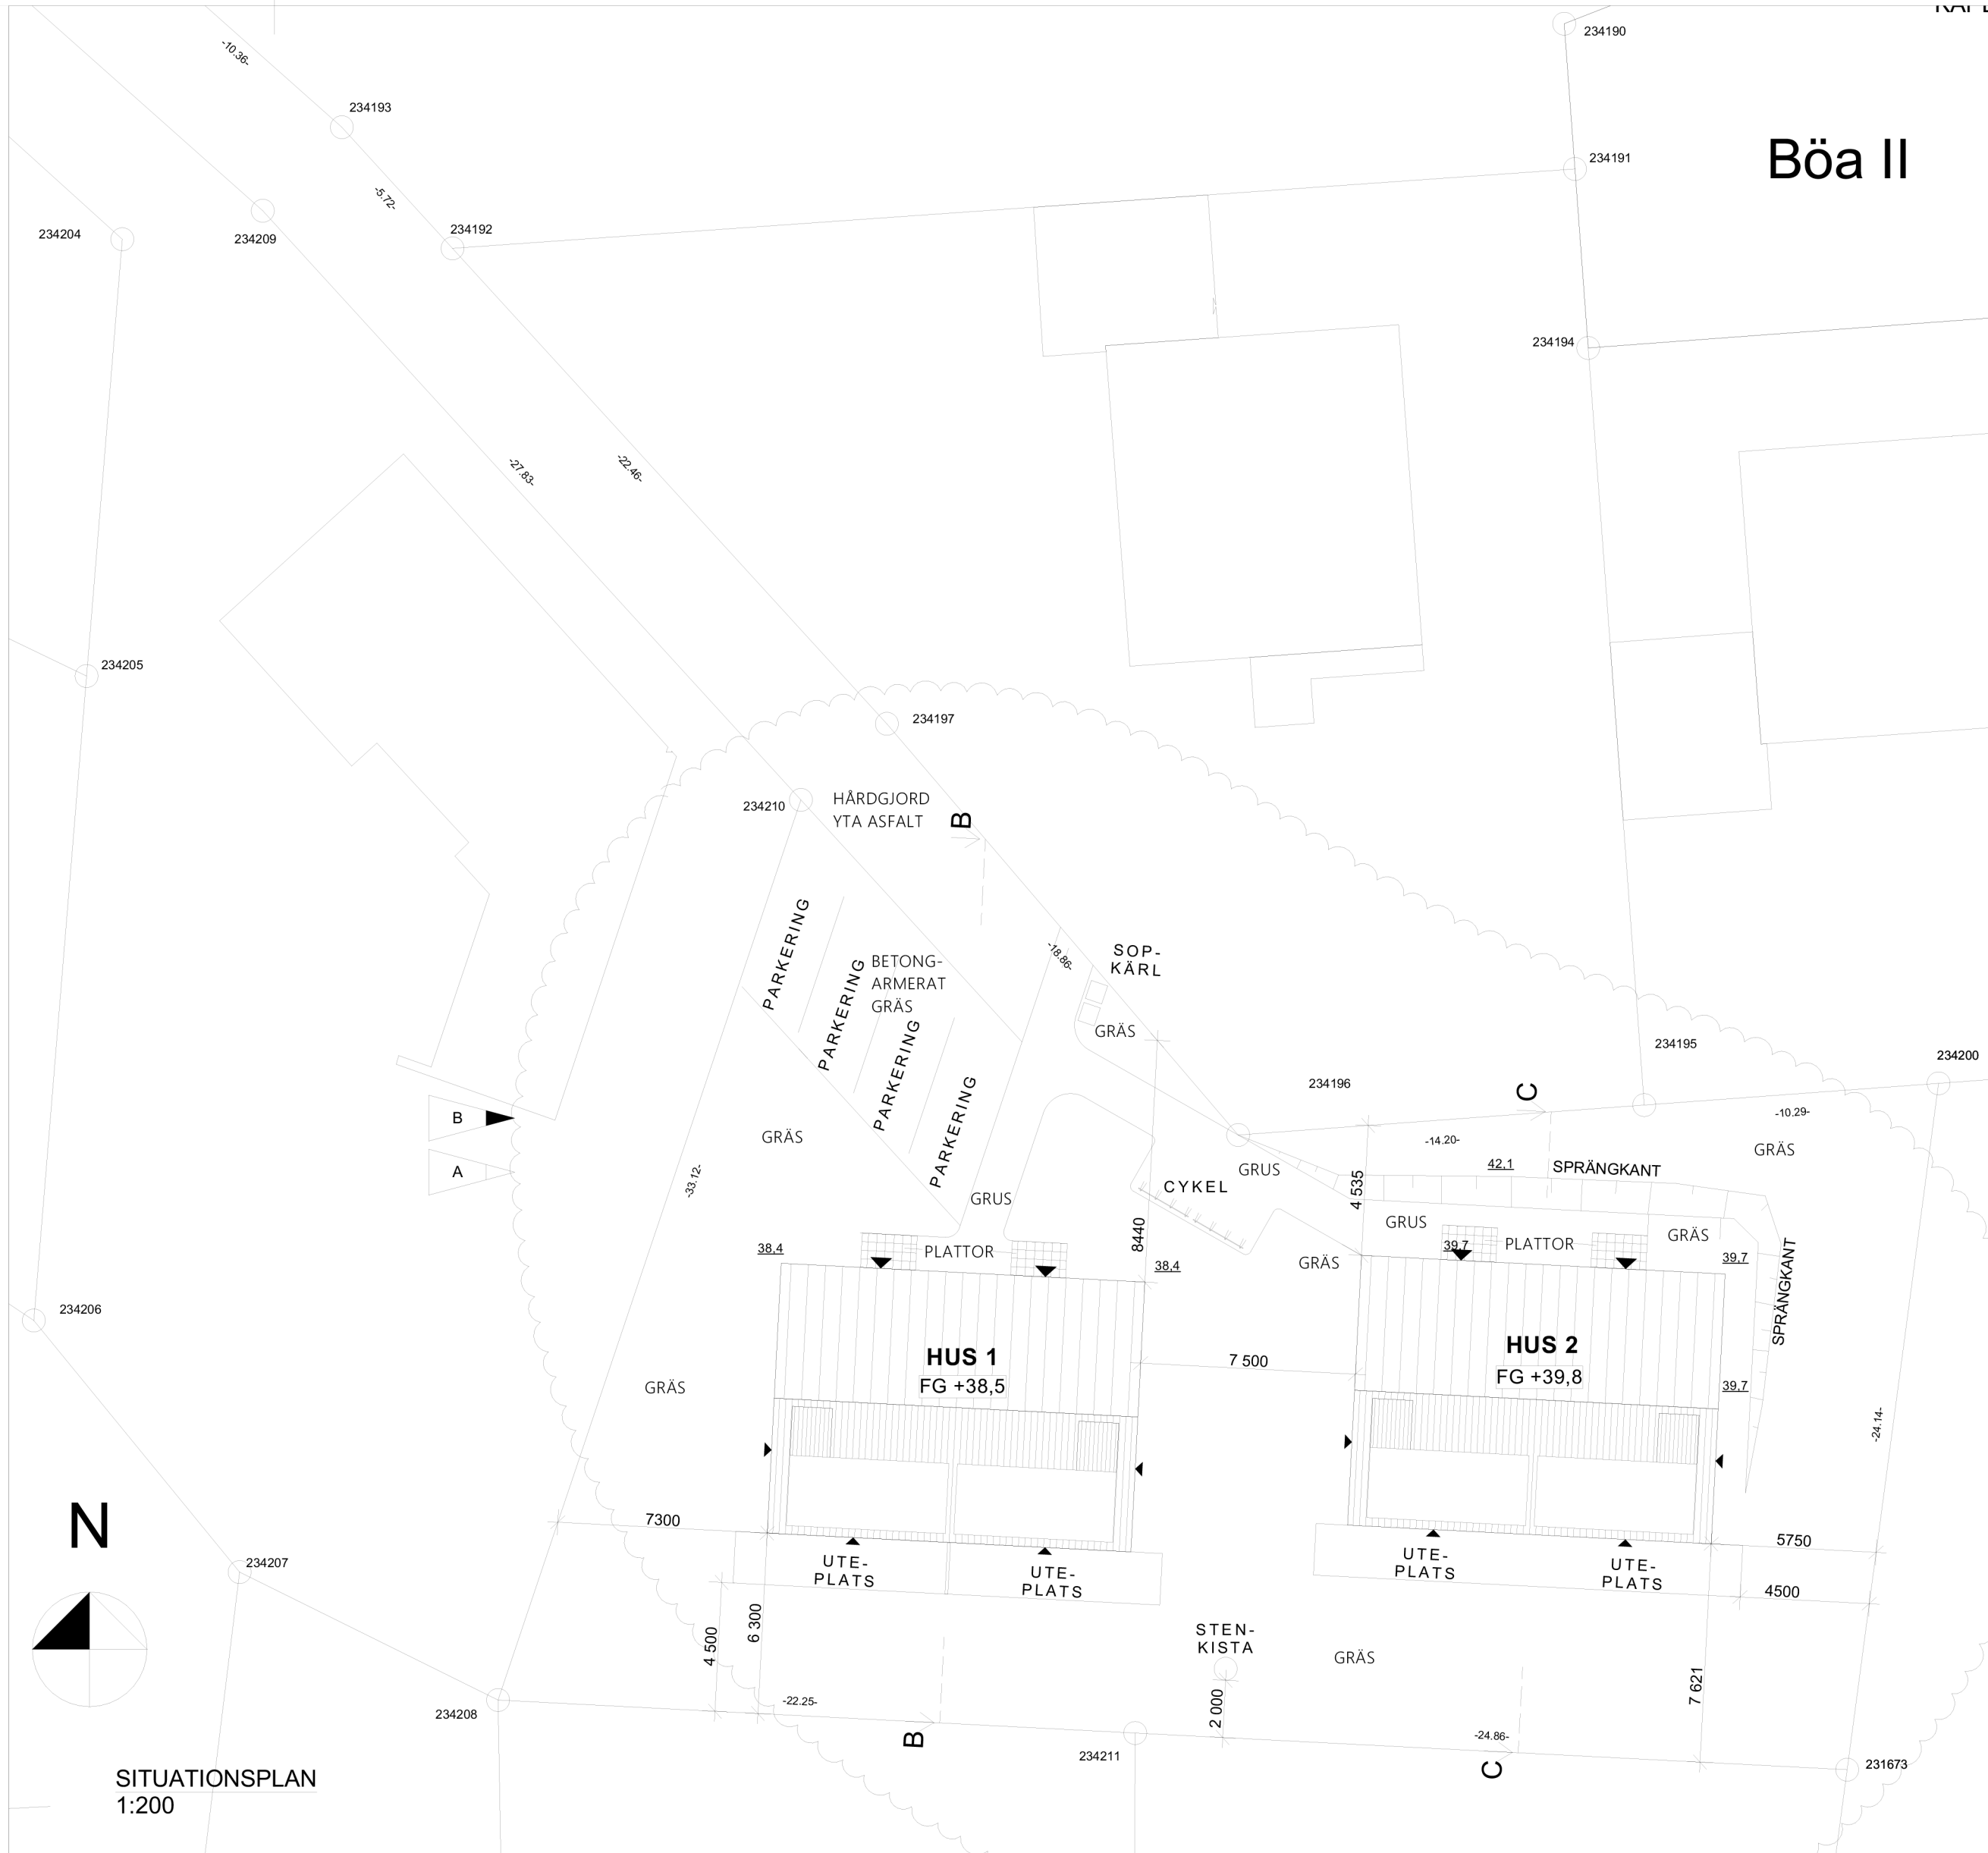 234190
-10.36-
234193
234191
Böa II
-5.72-
234192
234204
234209
234194
-27.83-
-22.46-
234205
234197
234210
HÅRDGJORD
YTA ASFALT
B
PARKERING
PARKERING
PARKERING
PARKERING
BETONG-
ARMERAT
GRÄS
-18.86-
SOP-
KÄRL
GRÄS
234195
234200
234196
C
-10.29-
B
A
GRÄS
-14.20-
GRÄS
-33.12-
GRUS
42,1
SPRÄNGKANT
CYKEL
4 535
GRUS
8440
GRUS
GRÄS
38,4
PLATTOR
38,4
GRÄS
39,7
PLATTOR
39,7
SPRÄNGKANT
234206
HUS 1
FG +38,5
7 500
HUS 2
FG +39,8
39,7
GRÄS
-24.14-
N
7300
5750
234207
UTE-
PLATS
UTE-
PLATS
UTE-
PLATS
UTE-
PLATS
4500
4 500
6 300
STEN-
KISTA
GRÄS
7 621
2 000
-22.25-
234208
B
234211
-24.86-
C
231673
SITUATIONSPLAN
1:200